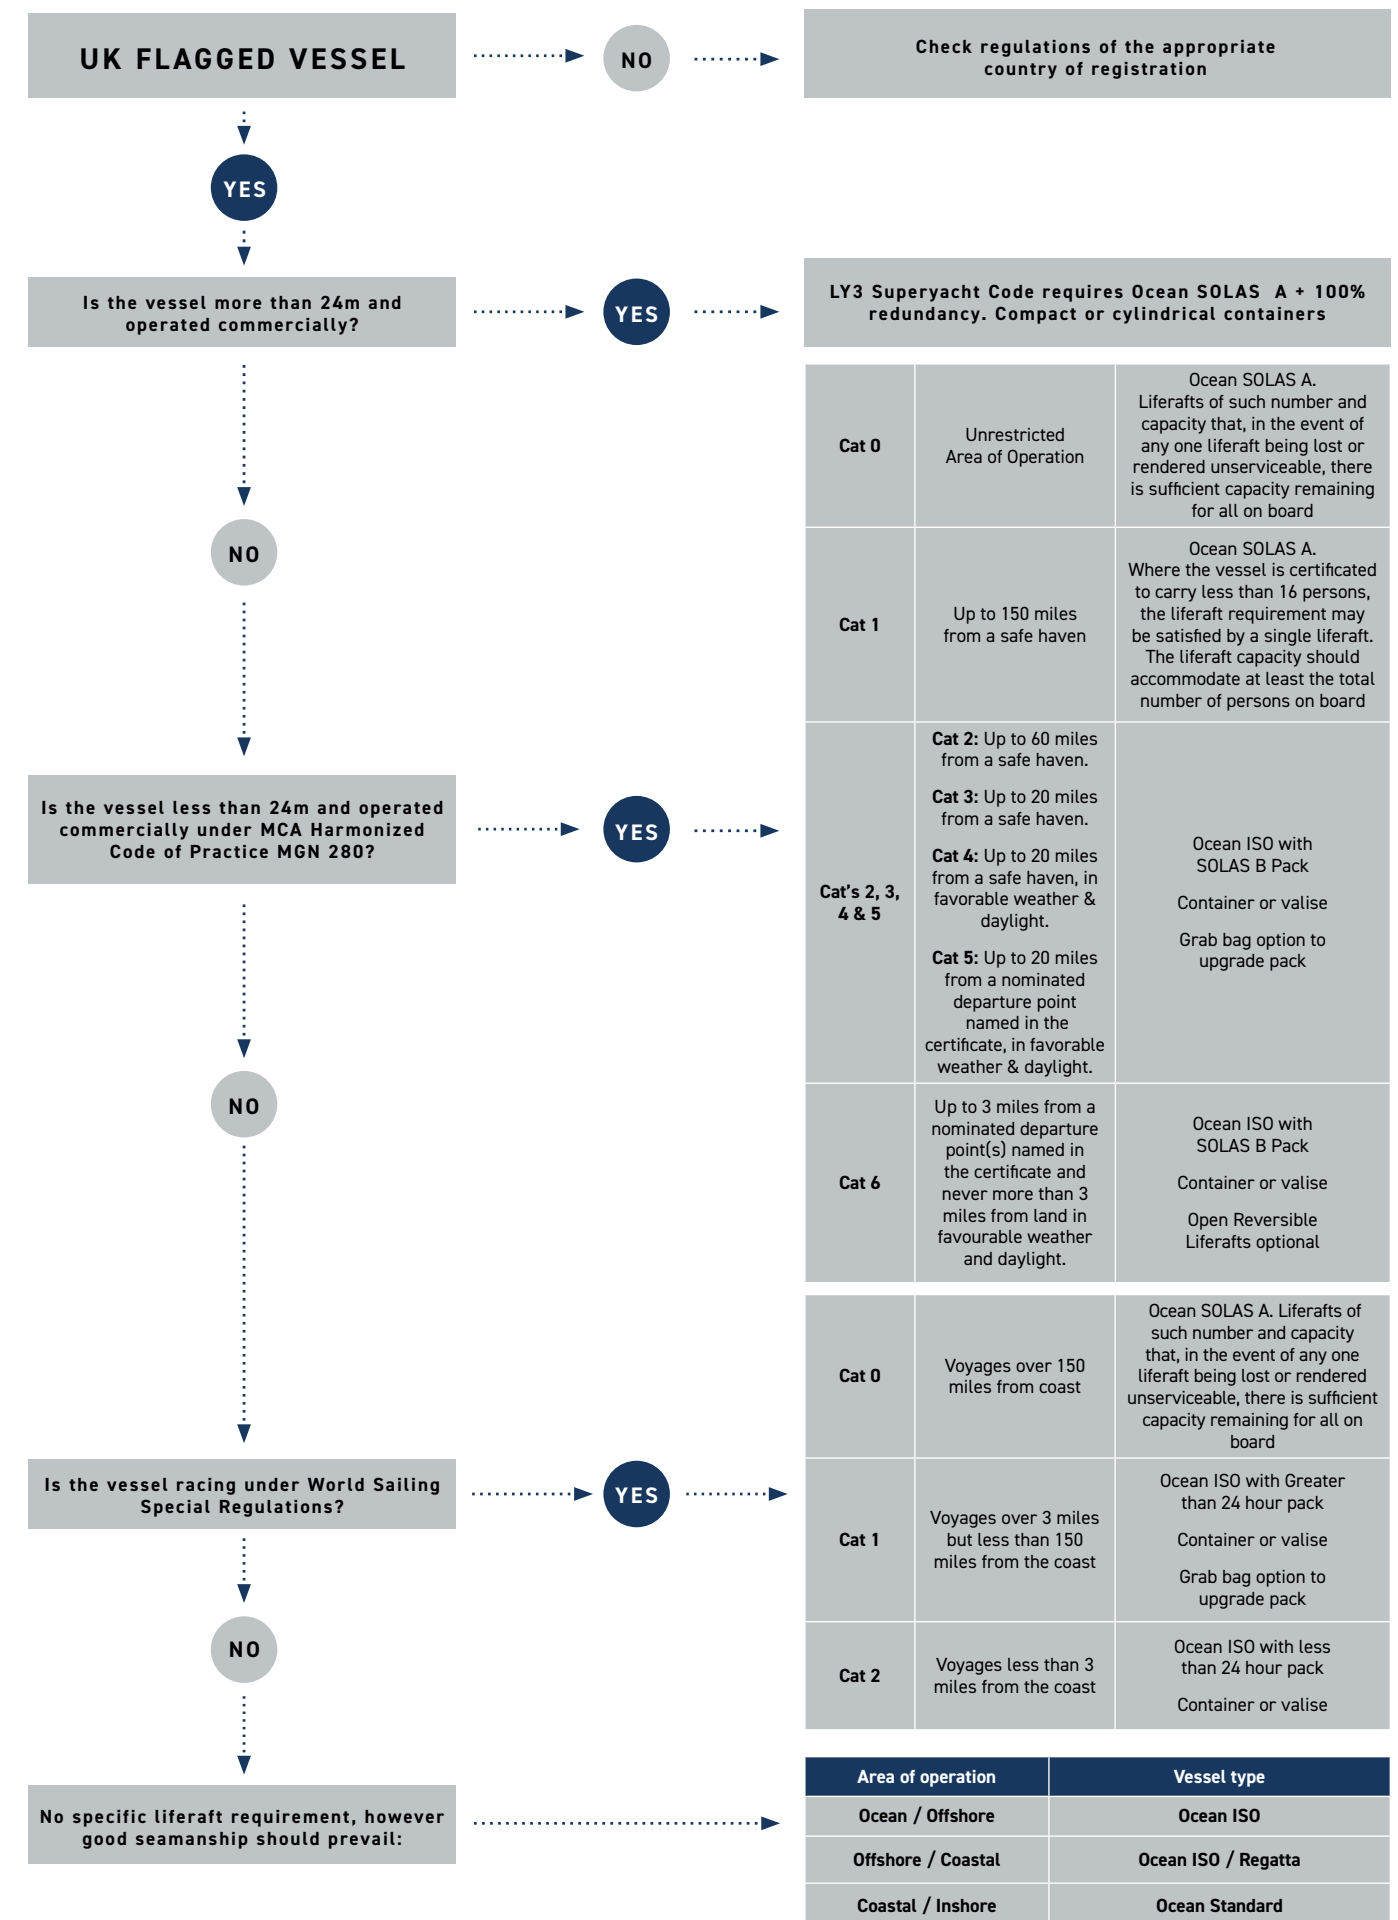 UK FLAGGED VESSEL
NO
Check regulations of the appropriate
country of registration
YES
Is the vessel more than 24m and
operated commercially?
YES
LY3 Superyacht Code requires Ocean SOLAS A + 100%
redundancy. Compact or cylindrical containers
NO
Is the vessel less than 24m and operated
commercially under MCA Harmonized
Code of Practice MGN 280?
YES
Cat 0
Unrestricted
Area of Operation
Ocean SOLAS A.
Liferafts of such number and
capacity that, in the event of
any one liferaft being lost or
rendered unserviceable, there
is sufficient capacity remaining
for all on board
Cat 1
Up to 150 miles
from a safe haven
Ocean SOLAS A.
Where the vessel is certificated
to carry less than 16 persons,
the liferaft requirement may
be satisfied by a single liferaft.
The liferaft capacity should
accommodate at least the total
number of persons on board
Cat's 2, 3,
4 & 5
Cat 2: Up to 60 miles
from a safe haven.
Cat 3: Up to 20 miles
from a safe haven.
Cat 4: Up to 20 miles
from a safe haven, in
favorable weather &
daylight.
Cat 5: Up to 20 miles
from a nominated
departure point
named in the
certificate, in favorable
weather & daylight.
Ocean ISO with
SOLAS B Pack
Container or valise
Grab bag option to
upgrade pack
Cat 6
Up to 3 miles from a
nominated departure
point(s) named in
the certificate and
never more than 3
miles from land in
favourable weather
and daylight.
Ocean ISO with
SOLAS B Pack
Container or valise
Open Reversible
Liferafts optional
NO
Is the vessel racing under World Sailing
Special Regulations?
YES
Cat 0
Voyages over 150
miles from coast
Ocean SOLAS A. Liferafts of
such number and capacity
that, in the event of any one
liferaft being lost or rendered
unserviceable, there is sufficient
capacity remaining for all on
board
Cat 1
Voyages over 3 miles
but less than 150
miles from the coast
Ocean ISO with Greater
than 24 hour pack
Container or valise
Grab bag option to
upgrade pack
Cat 2
Voyages less than 3
miles from the coast
Ocean ISO with less
than 24 hour pack
Container or valise
NO
No specific liferaft requirement, however
good seamanship should prevail:
Area of operation
Vessel type
Ocean / Offshore
Ocean ISO
Offshore / Coastal
Ocean ISO / Regatta
Coastal / Inshore
Ocean Standard